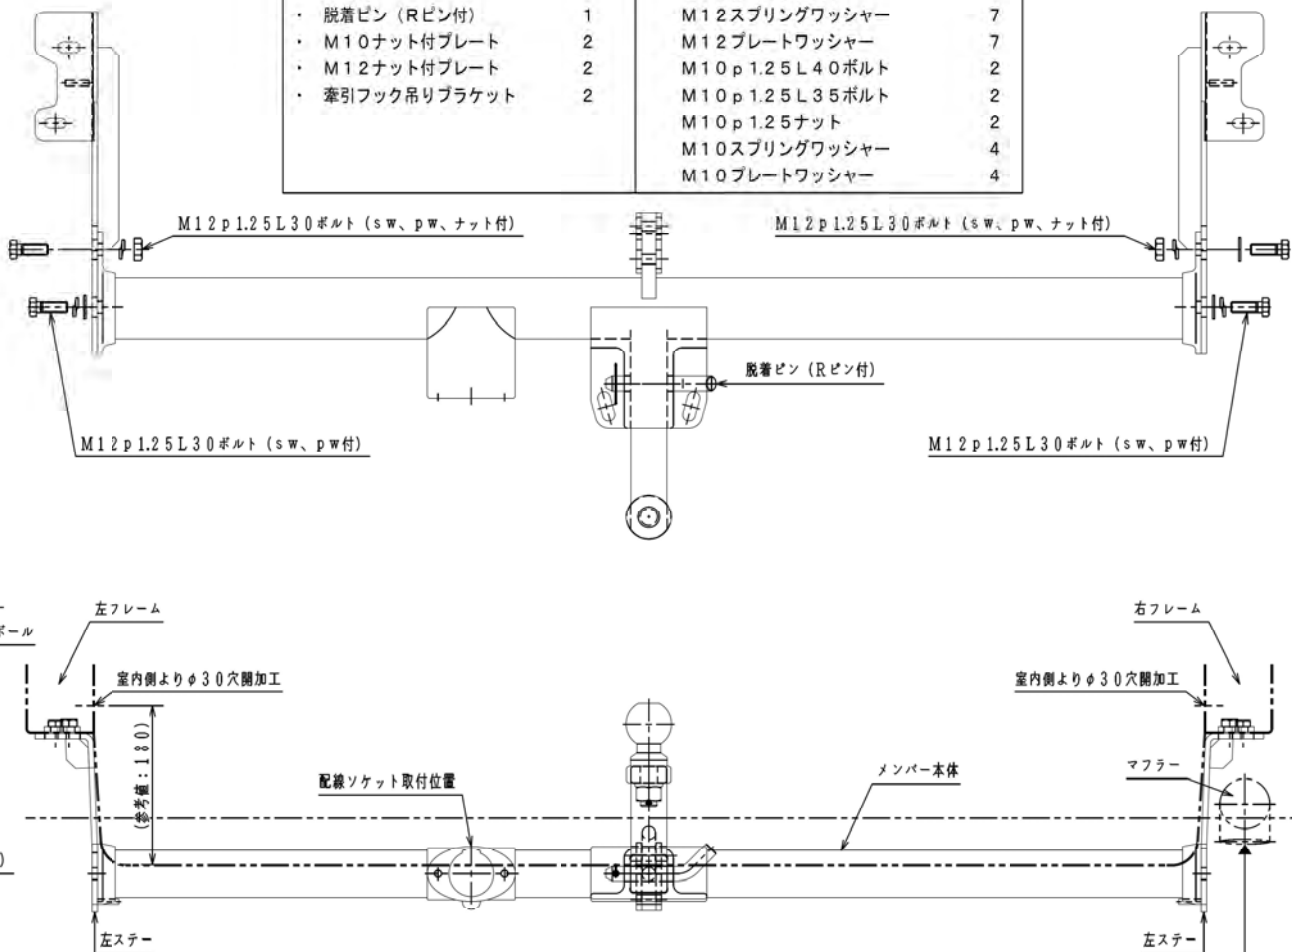 ・ 脱着ピン（Rピン付） 1
・ M10ナット付プレート 2
・ M12ナット付プレート 2
・ 牽引フック吊りブラケット 2
M12スプリングワッシャー 7
M12プレートワッシャー 7
M10p1.25L40ボルト 2
M10p1.25L35ボルト 2
M10p1.25ナット 2
M10スプリングワッシャー 4
M10プレートワッシャー 4
M12p1.25L30ボルト（sw、pw、ナット付）
M12p1.25L30ボルト（sw、pw、ナット付）
脱着ピン（Rピン付）
M12p1.25L30ボルト（sw、pw付）
M12p1.25L30ボルト（sw、pw付）
左フレーム
右フレーム
ボール
室内側よりφ30穴開加工
室内側よりφ30穴開加工
(参考値：180)
配線ソケット取付位置
メンバー本体
マフラー
)
左ステー
左ステー